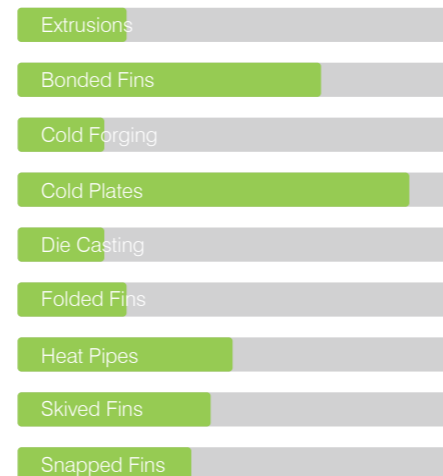 Extrusions
Bonded Fins
Cold Forging
Cold Plates
Die Casting
Folded Fins
Heat Pipes
Skived Fins
Snapped Fins